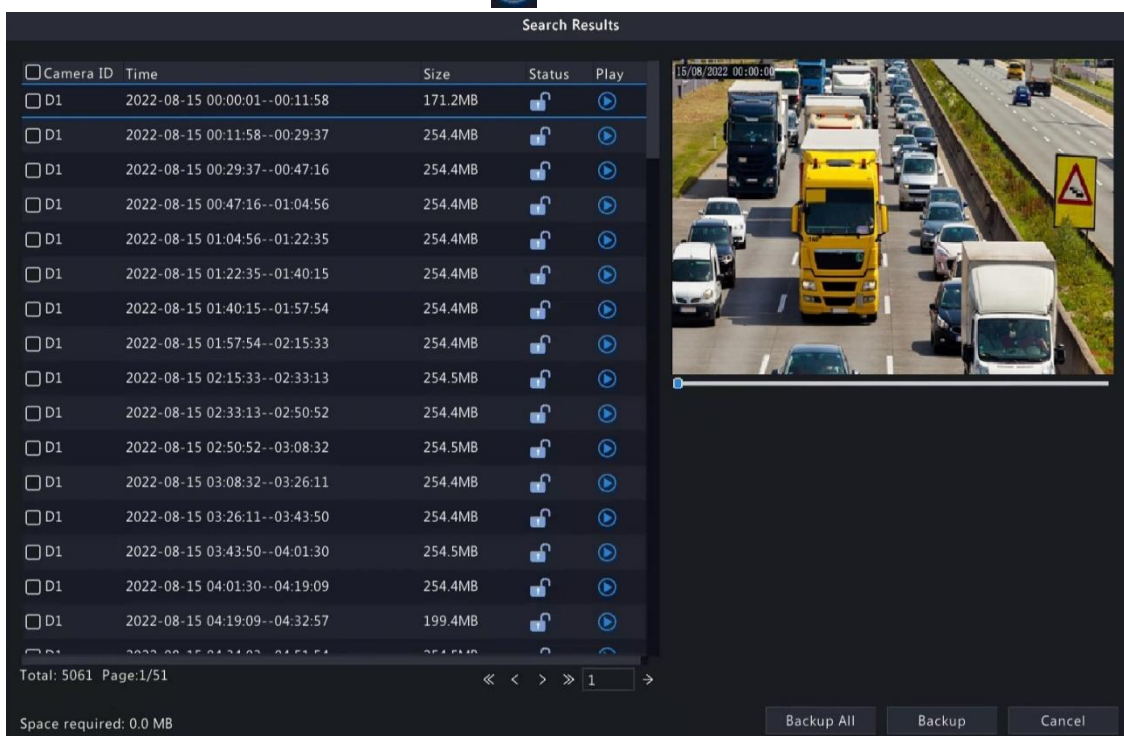 Search Results
Camera ID Time Size Status Play
D1 2022-08-15 00:00:01--00:11:58 171.2MB
D1 2022-08-15 00:11:58--00:29:37 254.4MB
D1 2022-08-15 00:29:37--00:47:16 254.4MB
D1 2022-08-15 00:47:16--01:04:56 254.4MB
D1 2022-08-15 01:04:56--01:22:35 254.4MB
D1 2022-08-15 01:22:35--01:40:15 254.4MB
D1 2022-08-15 01:40:15--01:57:54 254.4MB
D1 2022-08-15 01:57:54--02:15:33 254.4MB
D1 2022-08-15 02:15:33--02:33:13 254.5MB
D1 2022-08-15 02:33:13--02:50:52 254.4MB
D1 2022-08-15 02:50:52--03:08:32 254.5MB
D1 2022-08-15 03:08:32--03:26:11 254.4MB
D1 2022-08-15 03:26:11--03:43:50 254.4MB
D1 2022-08-15 03:43:50--04:01:30 254.5MB
D1 2022-08-15 04:01:30--04:19:09 254.4MB
D1 2022-08-15 04:19:09--04:32:57 199.4MB
Total: 5061 Page:1/51
1
Space required: 0.0 MB
15/08/2022 00:00:00
Backup All Backup Cancel